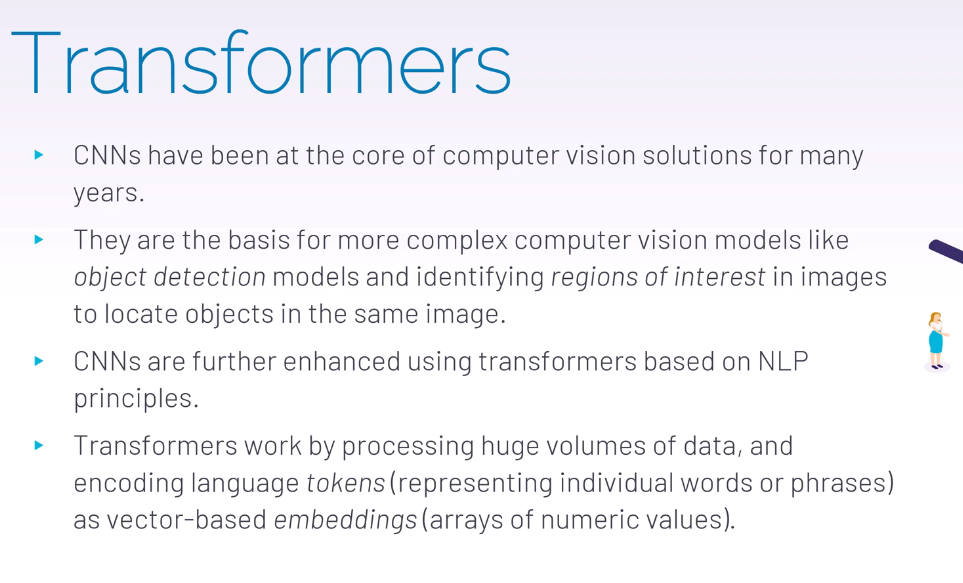 Transformers
CNNs have been at the core of computer vision solutions for many
years.
They are the basis for more complex computer vision models like
object detection models and identifying regions of interest in images
to locate objects in the same image.
CNNs are further enhanced using transformers based on NLP
principles.
Transformers work by processing huge volumes of data, and
encoding language tokens (representing individual words or phrases)
as vector-based embeddings (arrays of numeric values).